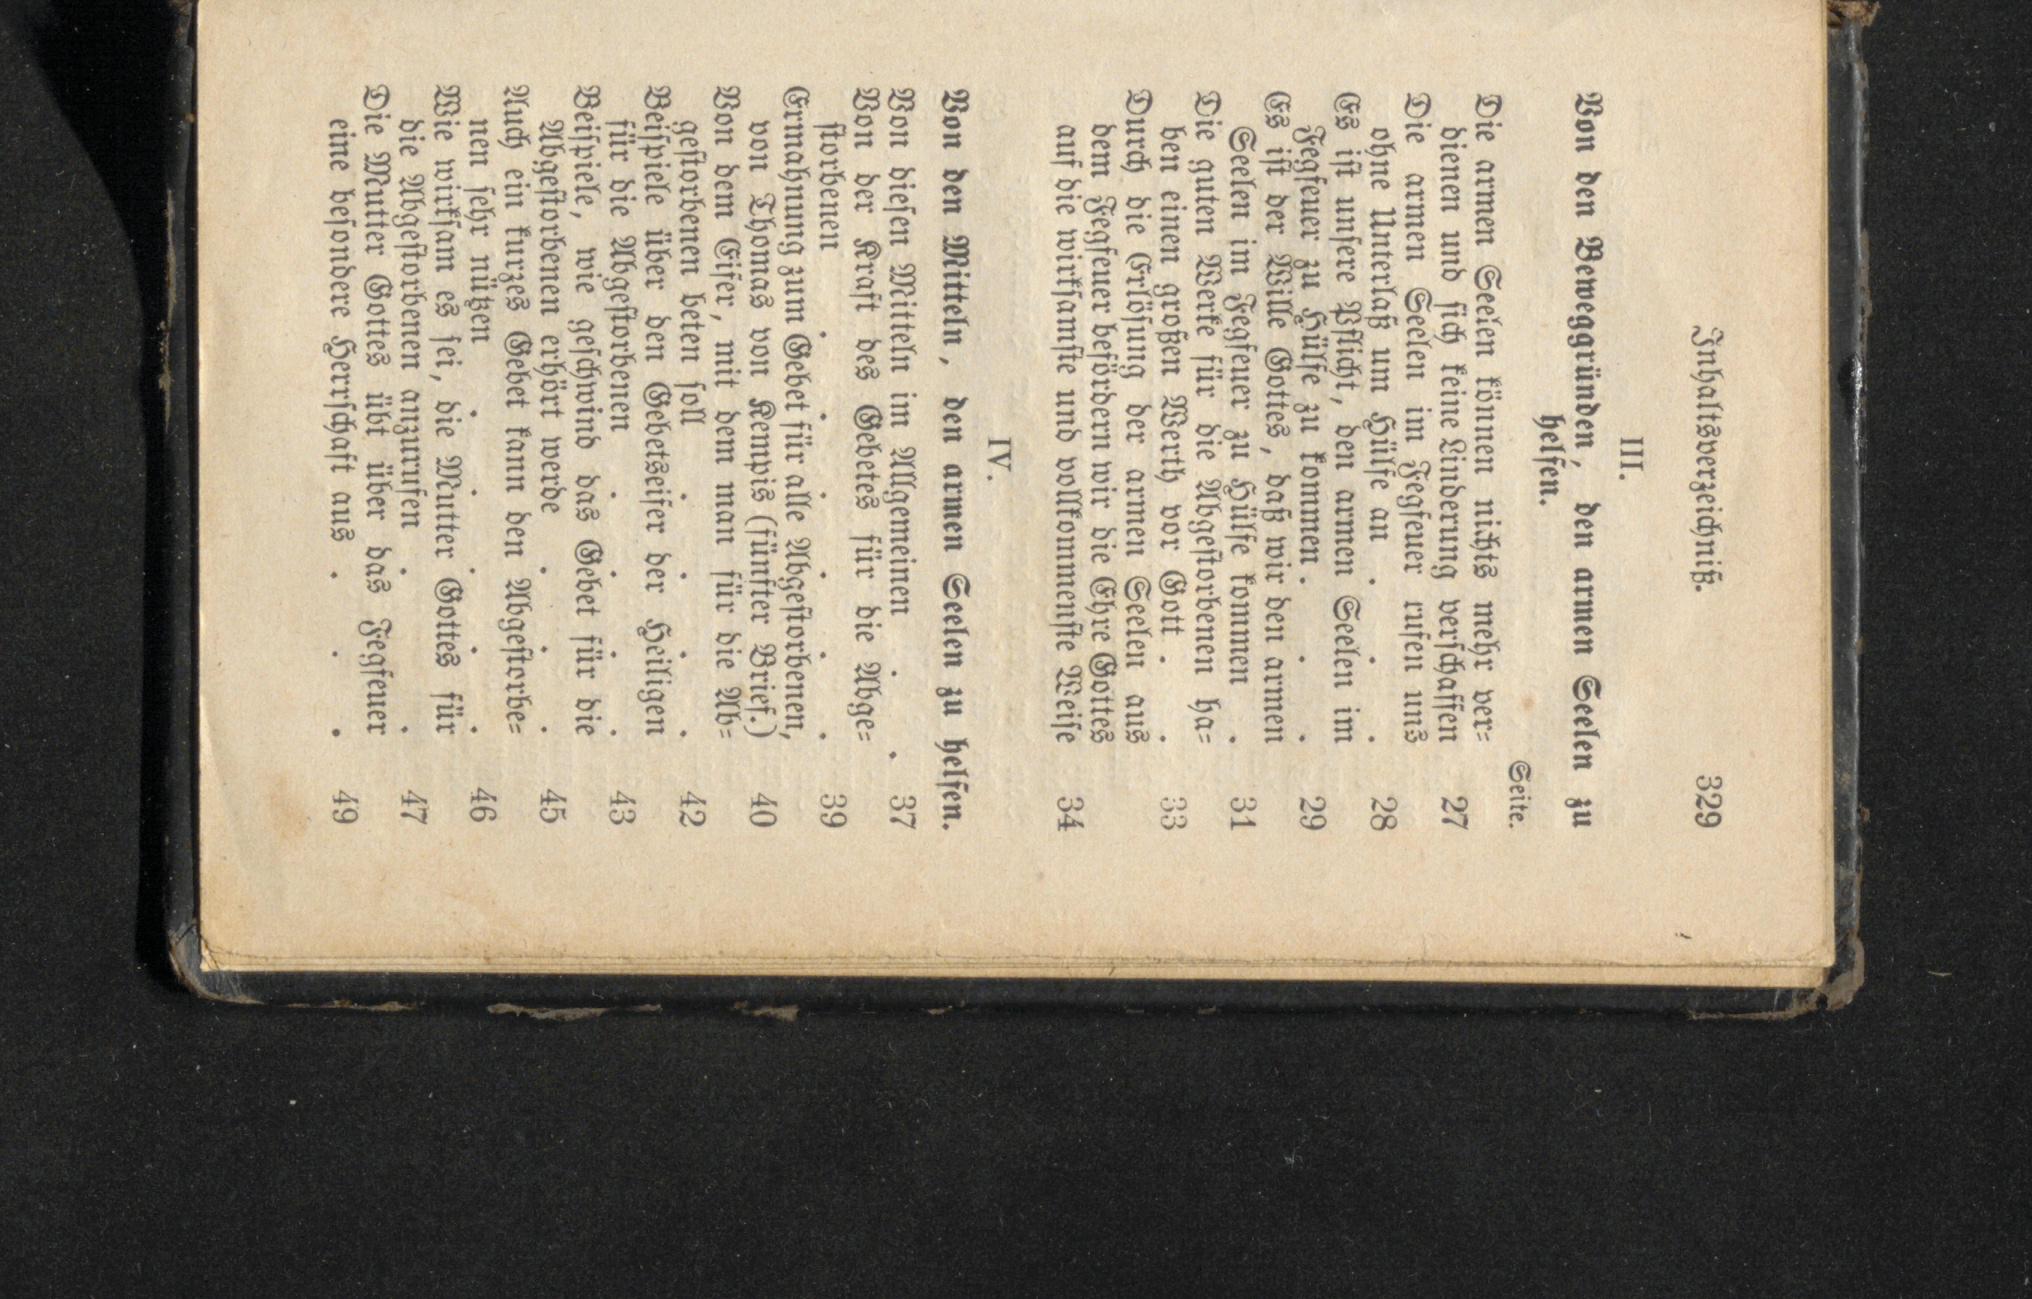 Inhaltsverzeichniß. 329
III.
Von den Beweggründen, den armen Seelen zu
helfen.
Seite.
Die armen Seelen können nichts mehr ver=
dienen und sich keine Linderung verschaffen 27
Die armen Seelen im Fegfeuer rufen uns
ohne Unterlaß um Hülfe an . . . 28
Es ist unsere Pflicht, den armen Seelen im
Fegfeuer zu Hülfe zu kommen . . . 29
Es ist der Wille Gottes, daß wir den armen
Seelen im Fegfeuer zu Hülfe kommen . 31
Die guten Werke für die Abgestorbenen ha=
ben einen großen Werth vor Gott . . 33
Durch die Erlösung der armen Seelen aus
dem Fegfeuer befördern wir die Ehre Gottes
auf die wirksamste und vollkommenste Weise 34
IV.
Von den Mitteln, den armen Seelen zu helfen.
Von diesen Mitteln im Allgemeinen . . 37
Von der Kraft des Gebetes für die Abge=
storbenen . . . . . . 39
Ermahnung zum Gebet für alle Abgestorbenen,
von Thomas von Kempis (fünfter Brief.) 40
Von dem Eifer, mit dem man für die Ab=
gestorbenen beten soll . . . . 42
Beispiele über den Gebetseifer der Heiligen
für die Abgestorbenen . . . . 43
Beispiele, wie geschwind das Gebet für die
Abgestorbenen erhört werde . . . 45
Auch ein kurzes Gebet kann den Abgestorbe=
nen sehr nützen . . . . . 46
Wie wirksam es sei, die Mutter Gottes für
die Abgestorbenen anzurufen . . . 47
Die Mutter Gottes übt über das Fegfeuer
eine besondere Herrschaft aus . . . 49